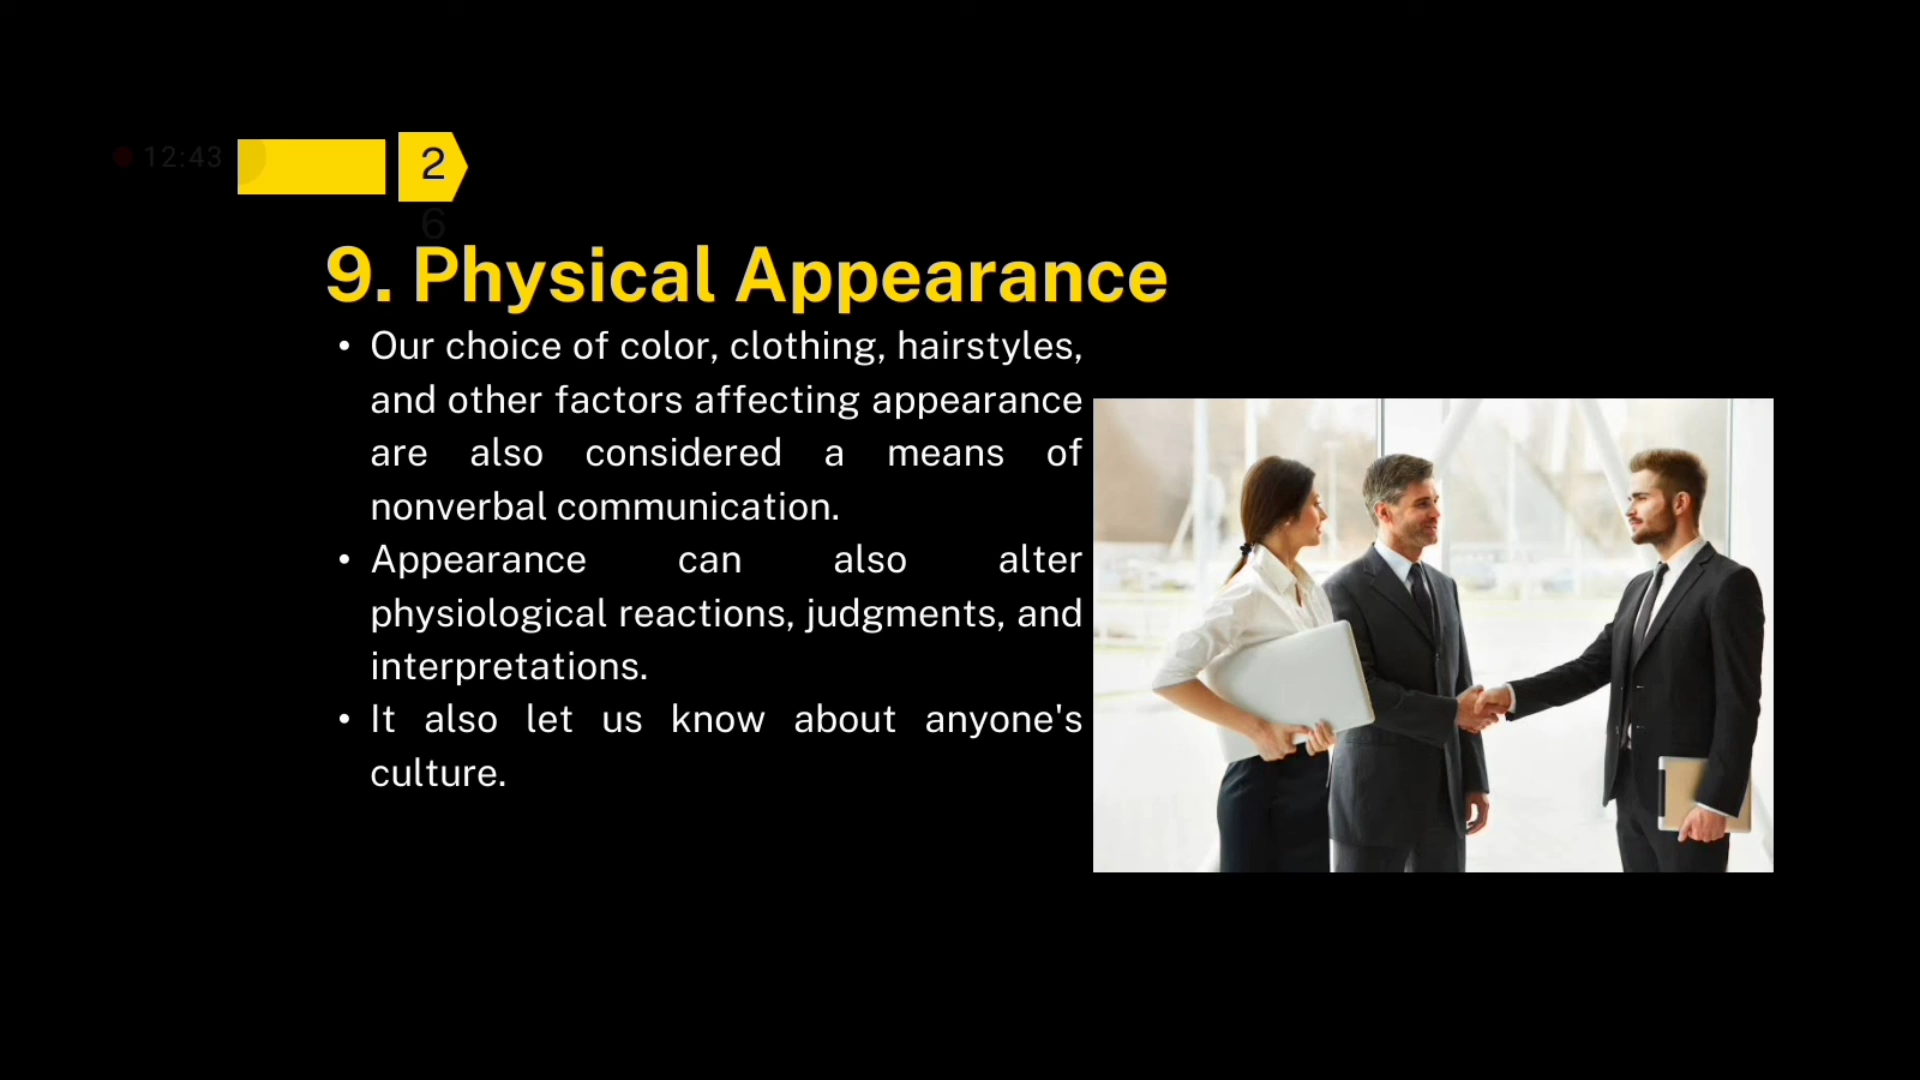 12:43
2
6
9. Physical Appearance
• Our choice of color, clothing, hairstyles,
and other factors affecting appearance
are also considered a means of
nonverbal communication.
• Appearance can also alter
physiological reactions, judgments, and
interpretations.
• It also let us know about anyone's
culture.